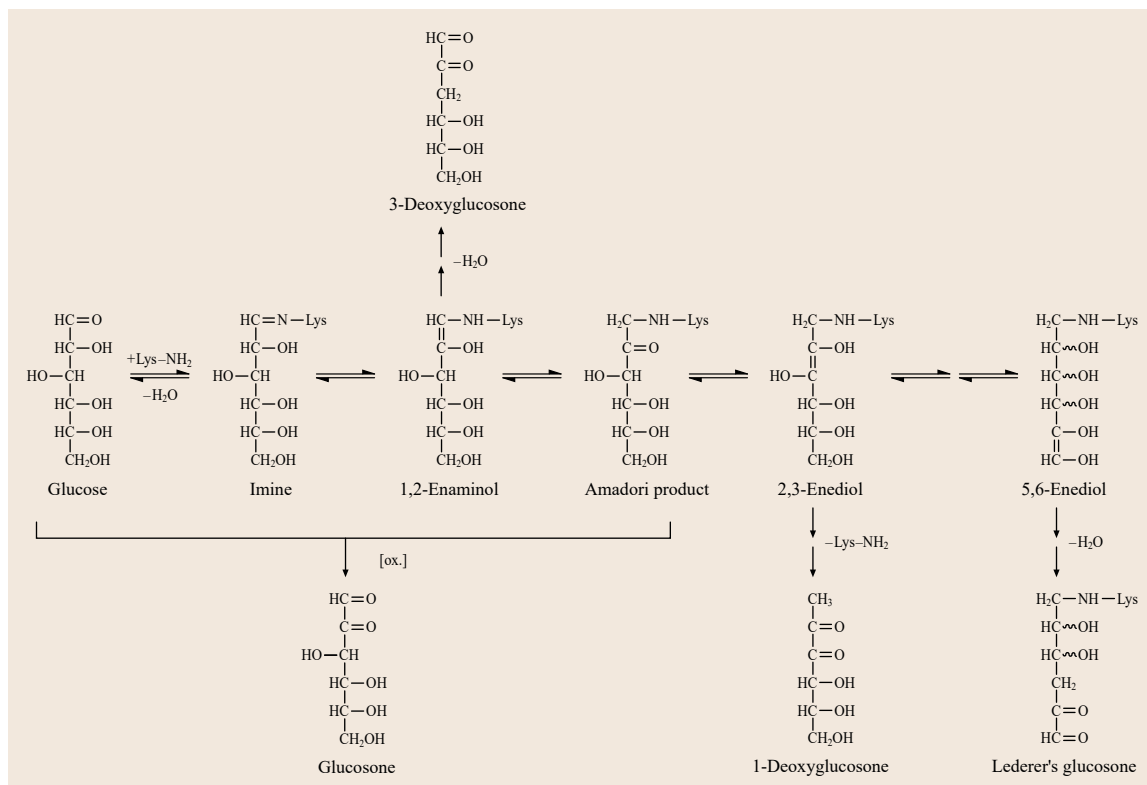 HC=O
C=O
CH₂
HC—OH
HC—OH
CH₂OH
3-Deoxyglucosone
–H₂O
HC=O
HC—OH
HO—CH
HC—OH
HC—OH
CH₂OH
Glucose
+Lys–NH₂
–H₂O
HC=N—Lys
HC—OH
HO—CH
HC—OH
HC—OH
CH₂OH
Imine
HC—NH—Lys
C—OH
HO—CH
HC—OH
HC—OH
CH₂OH
1,2-Enaminol
H₂C—NH—Lys
C=O
HO—CH
HC—OH
HC—OH
CH₂OH
Amadori product
H₂C—NH—Lys
C—OH
HO—C
HC—OH
HC—OH
CH₂OH
2,3-Enediol
H₂C—NH—Lys
HC~OH
HC~OH
HC~OH
C—OH
HC—OH
5,6-Enediol
[ox.]
–Lys–NH₂
–H₂O
HC=O
C=O
HO—CH
HC—OH
HC—OH
CH₂OH
Glucosone
CH₃
C=O
C=O
HC—OH
HC—OH
CH₂OH
1-Deoxyglucosone
H₂C—NH—Lys
HC~OH
HC~OH
CH₂
C=O
HC=O
Lederer's glucosone